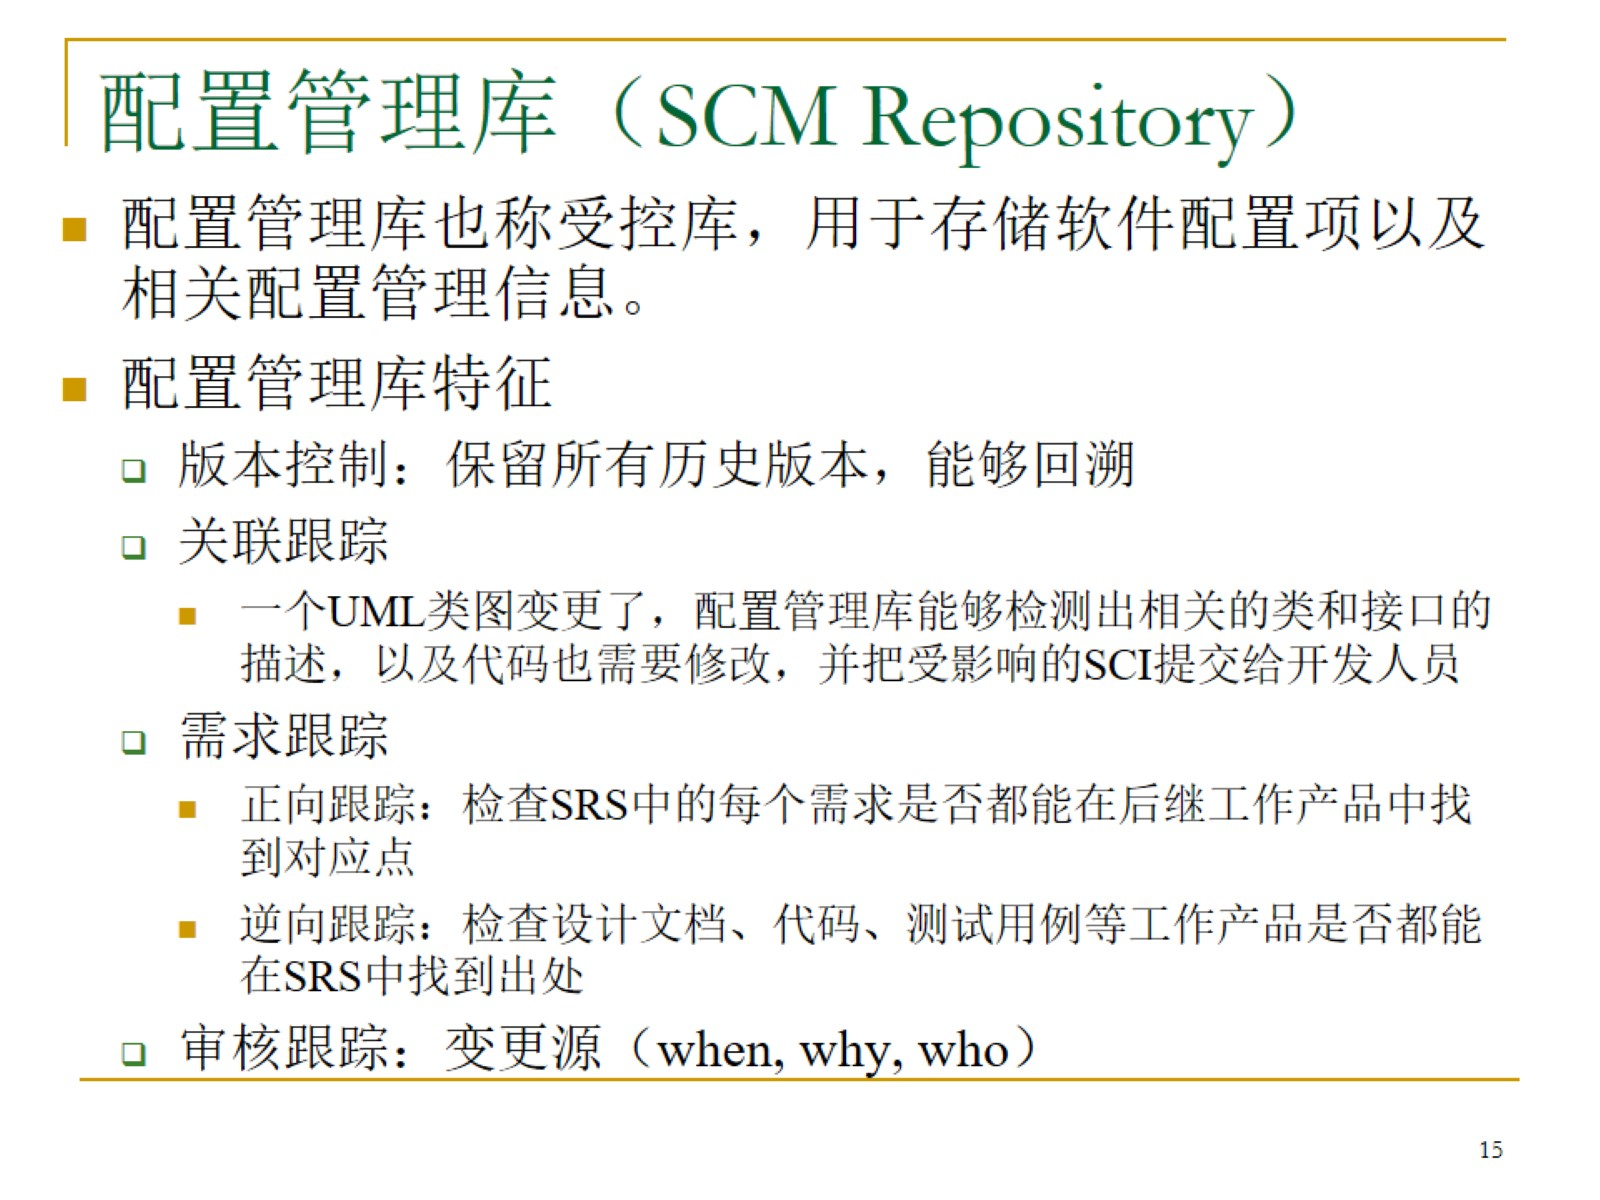 配置管理库（SCM Repository）
配置管理库也称受控库，用于存储软件配置项以及
相关配置管理信息。
配置管理库特征
版本控制：保留所有历史版本，能够回溯
关联跟踪
一个UML类图变更了，配置管理库能够检测出相关的类和接口的
描述，以及代码也需要修改，并把受影响的SCI提交给开发人员
需求跟踪
正向跟踪：检查SRS中的每个需求是否都能在后继工作产品中找
到对应点
逆向跟踪：检查设计文档、代码、测试用例等工作产品是否都能
在SRS中找到出处
审核跟踪：变更源（when, why, who）
15